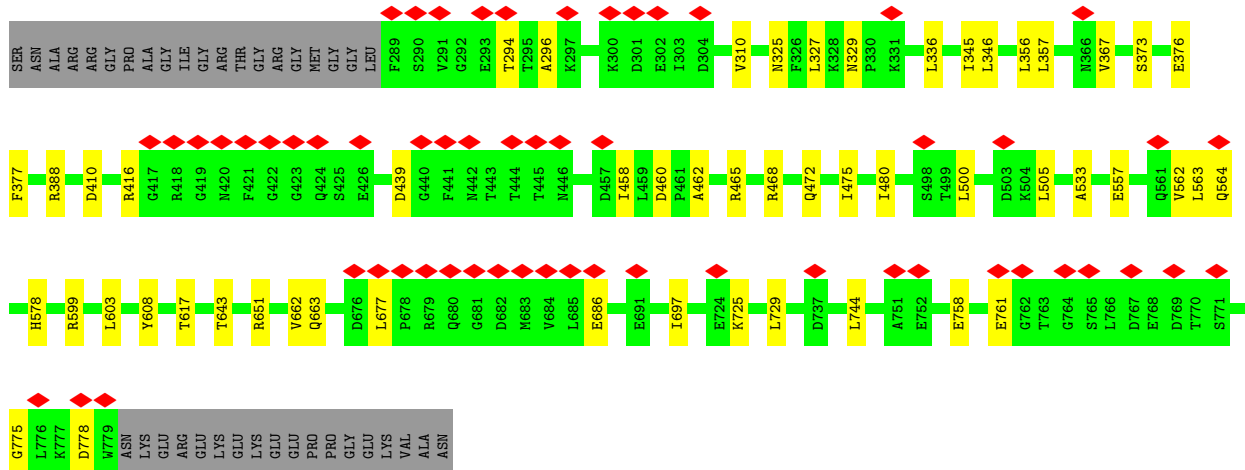 SER ASN ALA ARG ARG GLY PRO ALA GLY ILE GLY ARG THR GLY ARG GLY MET GLY GLY LEU F289 S290 V291 G292 E293 T294 T295 A296 K297 K300 D301 E302 I303 D304 V310 N325 F326 L327 K328 N329 P330 K331 L336 I345 L346 L356 L357 N366 V367 S373 E376
F377 R388 D410 R416 G417 R418 G419 N420 F421 G422 G423 Q424 S425 E426 D439 G440 F441 N442 T443 T444 T445 N446 D457 I458 L459 D460 P461 A462 R465 R468 Q472 I475 I480 S498 T499 L500 D503 K504 L505 A533 E557 Q561 V562 L563 Q564
H578 R599 L603 Y608 T617 T643 R651 V662 Q663 D676 L677 P678 R679 Q680 G681 D682 M683 V684 L685 E686 E691 I697 E724 K725 L729 D737 L744 A751 E752 E758 E761 G762 T763 G764 S765 L766 D767 E768 D769 T770 S771
G775 L776 K777 D778 W779 ASN LYS GLU ARG GLU LYS GLU LYS GLU GLU PRO PRO GLY GLU LYS VAL ALA ASN